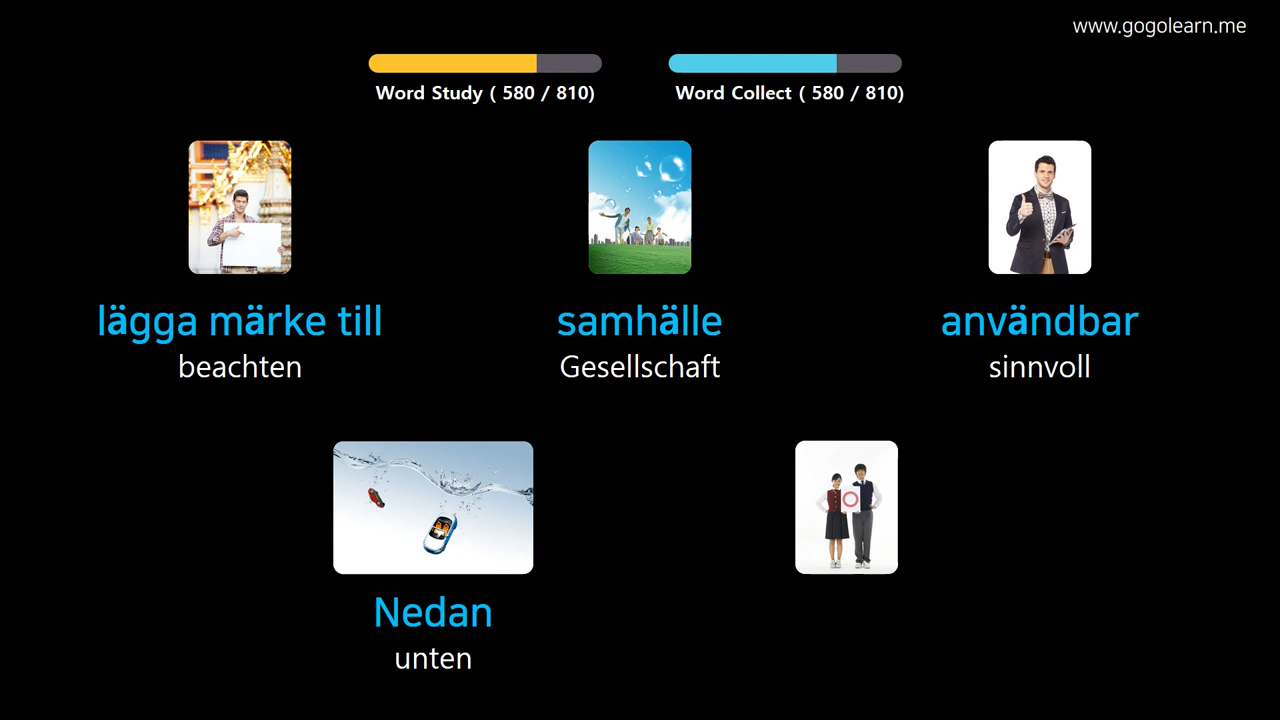 www.gogolearn.me
Word Study ( 580 / 810)
Word Collect ( 580 / 810)
lägga märke till
beachten
samhälle
Gesellschaft
användbar
sinnvoll
Nedan
unten